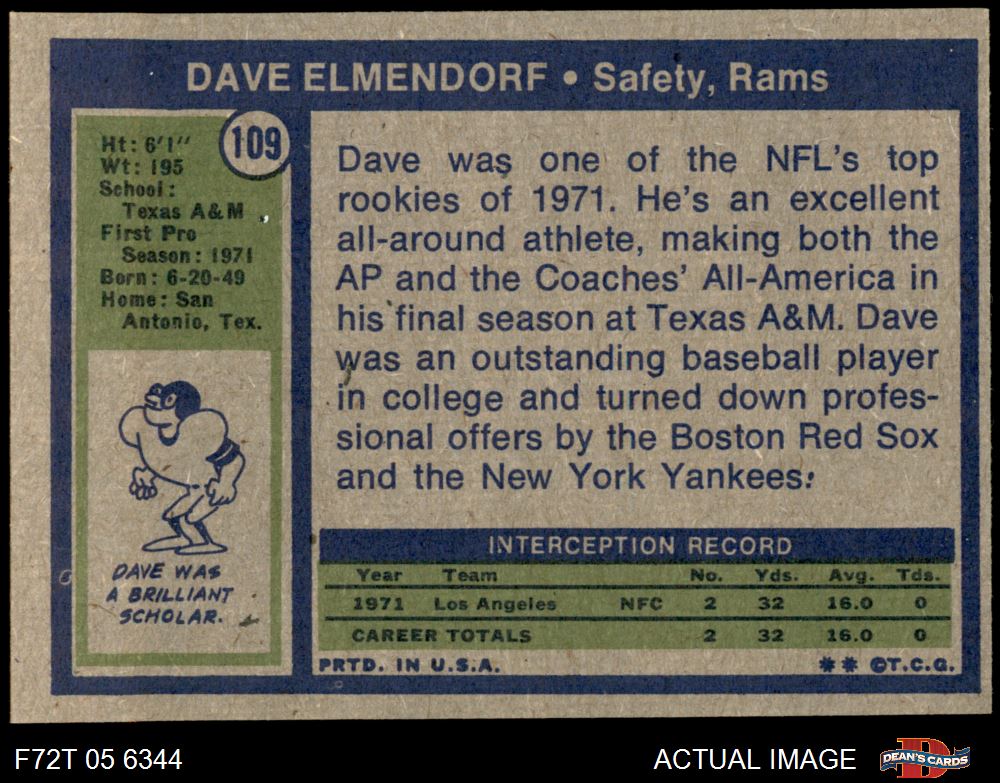 DAVE ELMENDORF • Safety, Rams
109
Ht: 6'1"
Wt: 195
School:
Texas A&M
First Pro
Season: 1971
Born: 6-20-49
Home: San
Antonio, Tex.
DAVE WAS
A BRILLIANT
SCHOLAR.
Dave was one of the NFL's top
rookies of 1971. He's an excellent
all-around athlete, making both the
AP and the Coaches' All-America in
his final season at Texas A&M. Dave
was an outstanding baseball player
in college and turned down profes-
sional offers by the Boston Red Sox
and the New York Yankees.
INTERCEPTION RECORD
Year Team No. Yds. Avg. Tds.
1971 Los Angeles NFC 2 32 16.0 0
CAREER TOTALS 2 32 16.0 0
PRTD. IN U.S.A. ** ©T.C.G.
F72T 05 6344 ACTUAL IMAGE DEAN'S CARDS